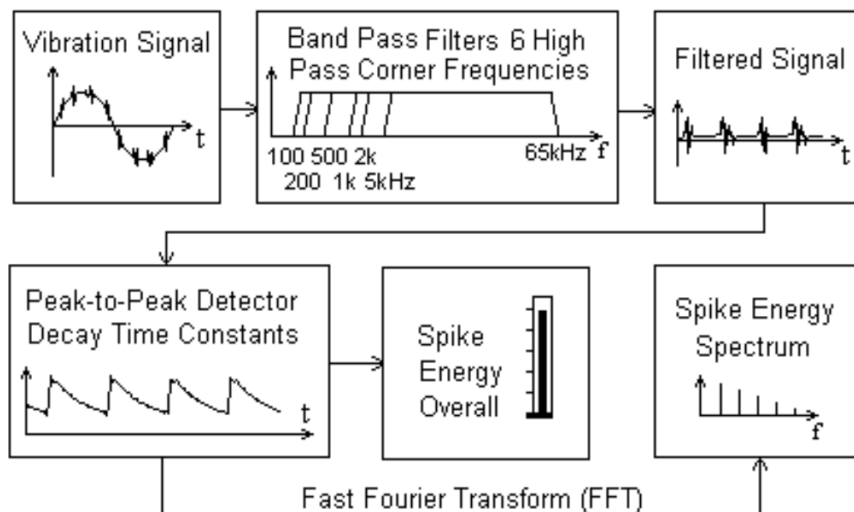 Vibration Signal
t
Band Pass Filters 6 High
Pass Corner Frequencies
100 500 2k 65kHz f
200 1k 5kHz
Filtered Signal
t
Peak-to-Peak Detector
Decay Time Constants
t
Spike
Energy
Overall
Spike Energy
Spectrum
f
Fast Fourier Transform (FFT)